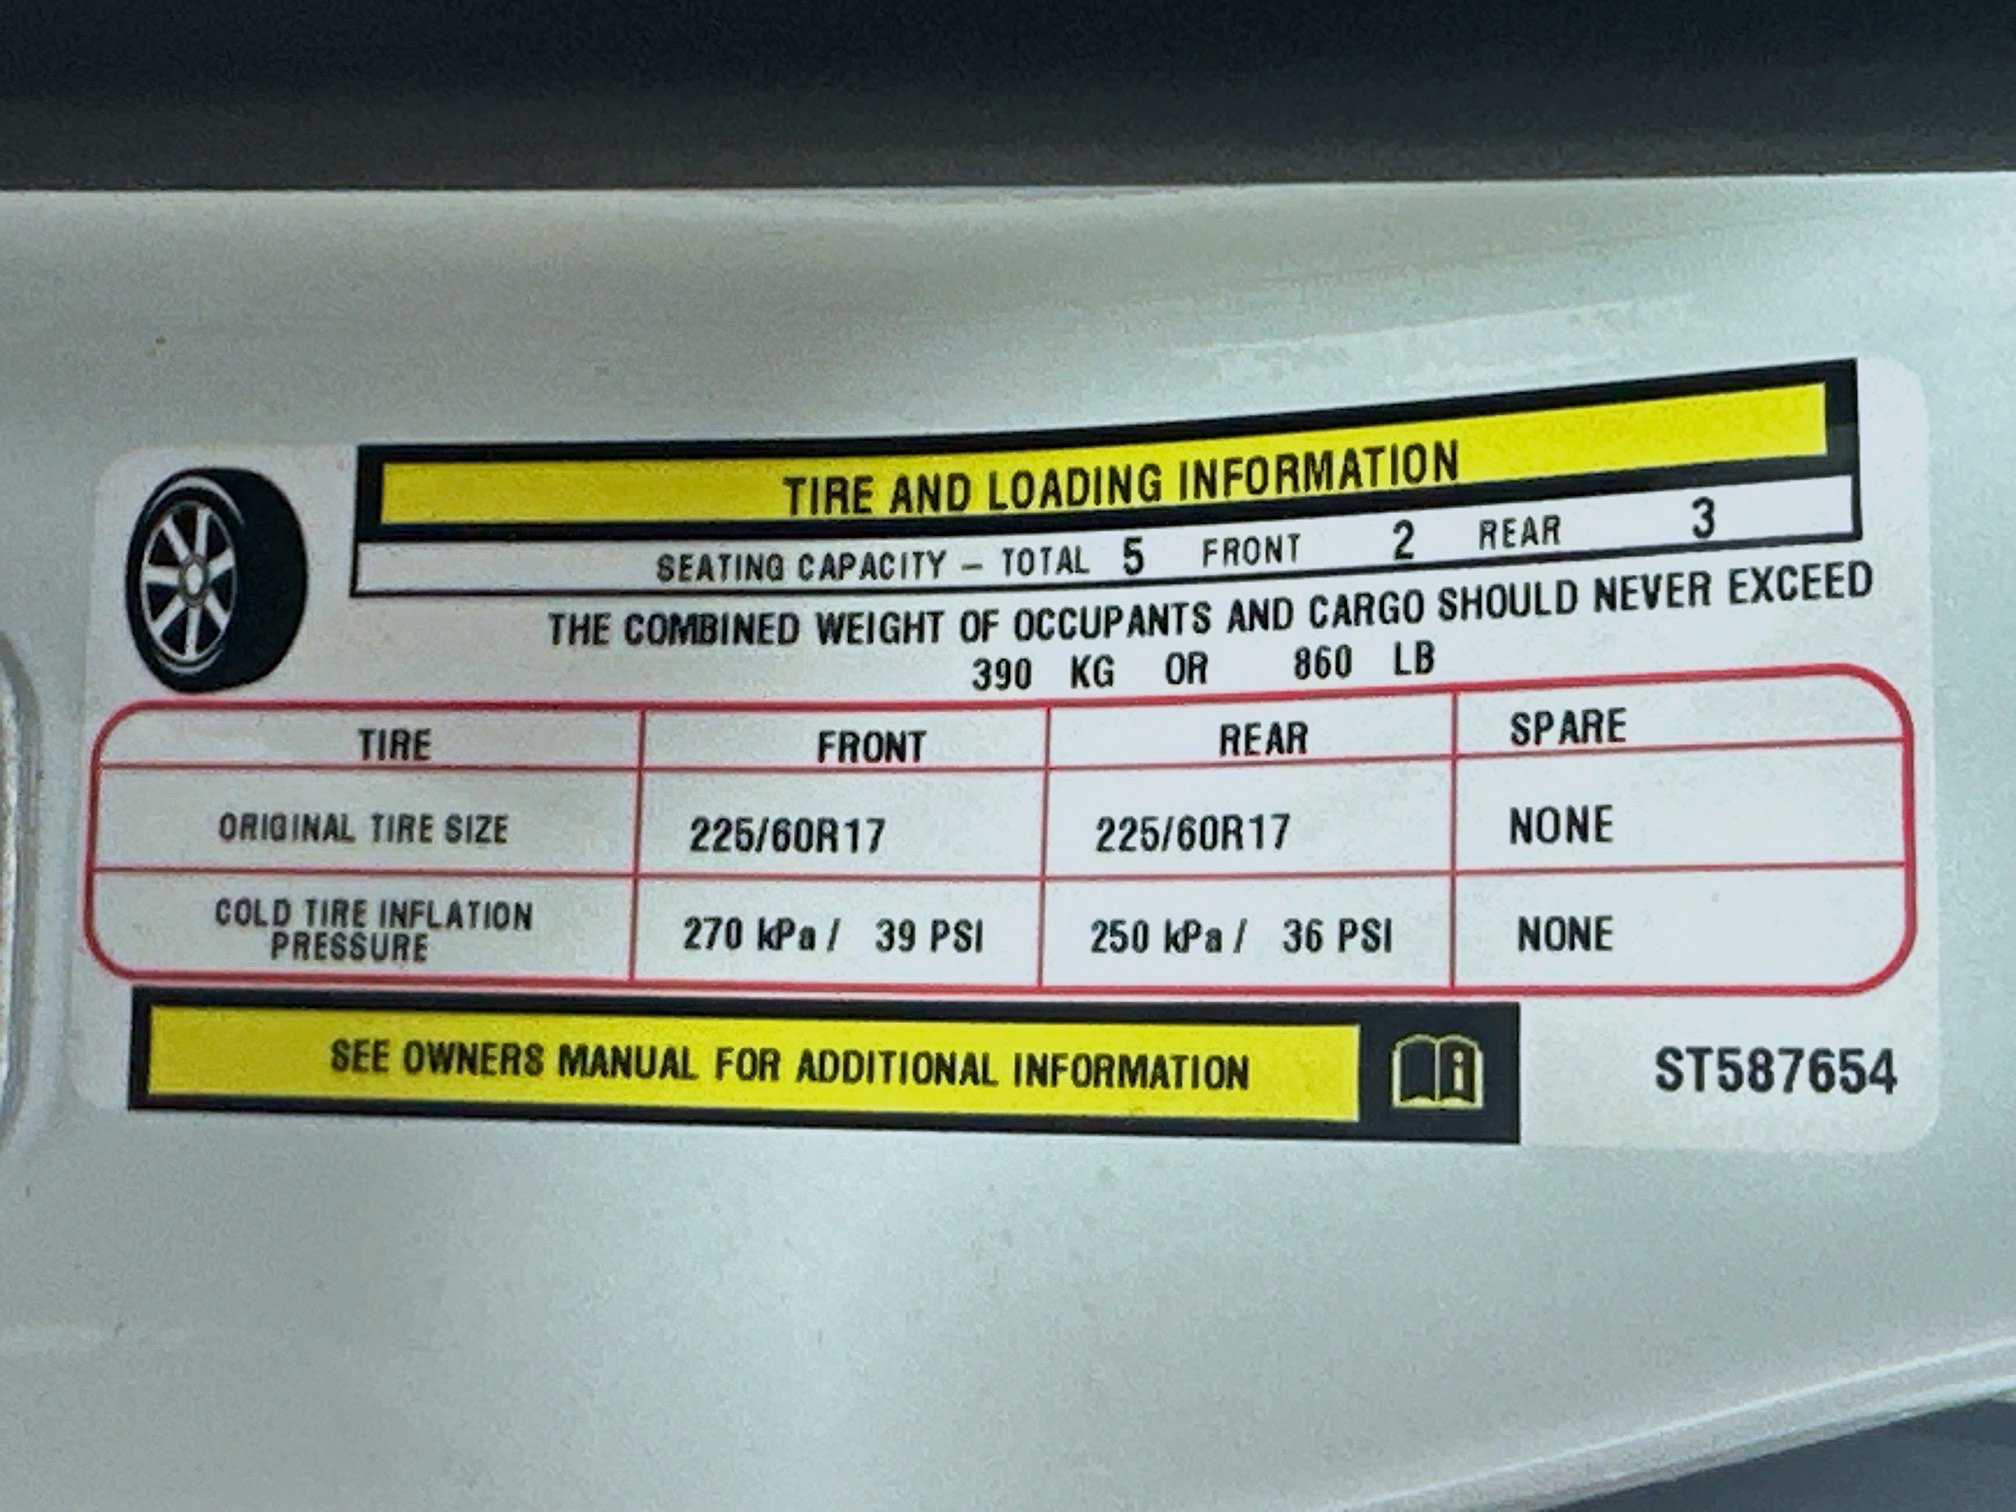 TIRE AND LOADING INFORMATION
SEATING CAPACITY – TOTAL 5 FRONT 2 REAR 3
THE COMBINED WEIGHT OF OCCUPANTS AND CARGO SHOULD NEVER EXCEED
390 KG OR 860 LB
TIRE FRONT REAR SPARE
ORIGINAL TIRE SIZE 225/60R17 225/60R17 NONE
COLD TIRE INFLATION
PRESSURE 270 kPa / 39 PSI 250 kPa / 36 PSI NONE
SEE OWNERS MANUAL FOR ADDITIONAL INFORMATION
ST587654